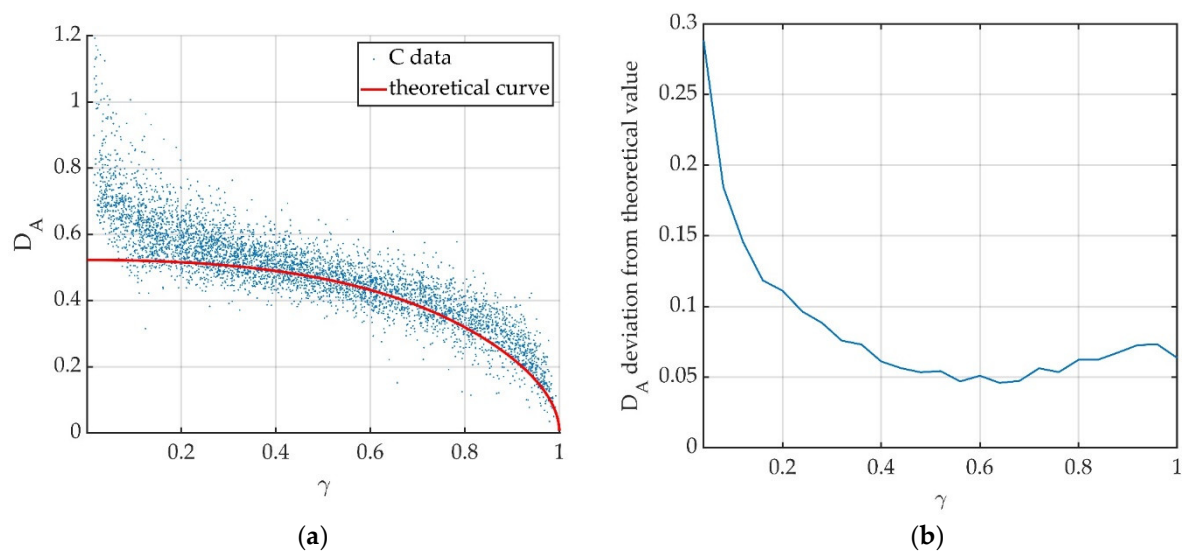 1.2
1
0.8
0.6
0.4
0.2
0
D_A
C data
theoretical curve
0.2 0.4 0.6 0.8 1
γ
(a)
0.3
0.25
0.2
0.15
0.1
0.05
0
D_A deviation from theoretical value
0.2 0.4 0.6 0.8 1
γ
(b)